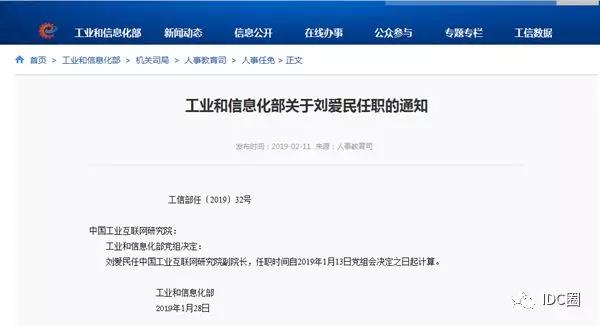 工业和信息化部 新闻动态 信息公开 在线办事 公众参与 专题专栏 工信数据
首页 > 工业和信息化部 > 机关司局 > 人事教育司 > 人事任免 > 正文
工业和信息化部关于刘爱民任职的通知
发布时间：2019-02-11 来源：人事教育司
工信部任〔2019〕32号
中国工业互联网研究院：
工业和信息化部党组决定：
刘爱民任中国工业互联网研究院副院长，任职时间自2019年1月13日党组会决定之日起计算。
工业和信息化部
2019年1月28日
IDC圈